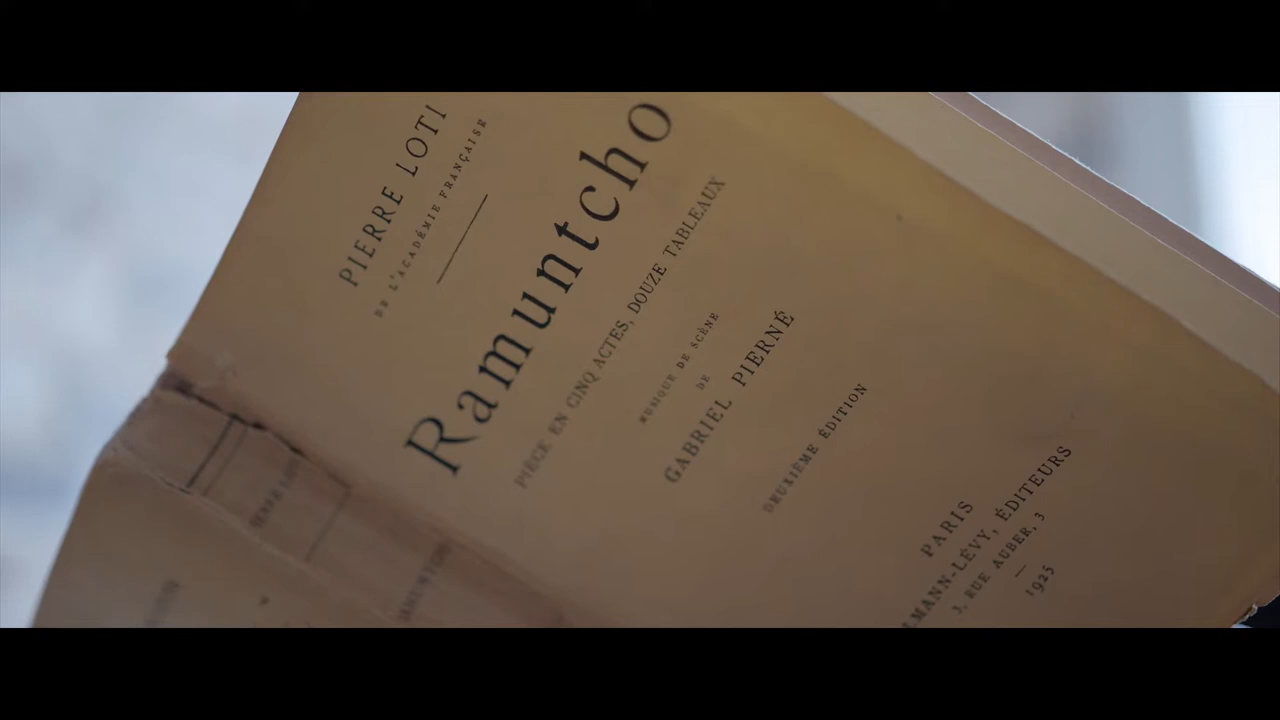 PIERRE LOTI
DE L'ACADÉMIE FRANÇAISE
Ramuntcho
PIÈCE EN CINQ ACTES, DOUZE TABLEAUX
MUSIQUE DE SCÈNE
DE
GABRIEL PIERNÉ
DEUXIÈME ÉDITION
PARIS
LMANN-LÉVY, ÉDITEURS
3, RUE AUBER, 3
1925